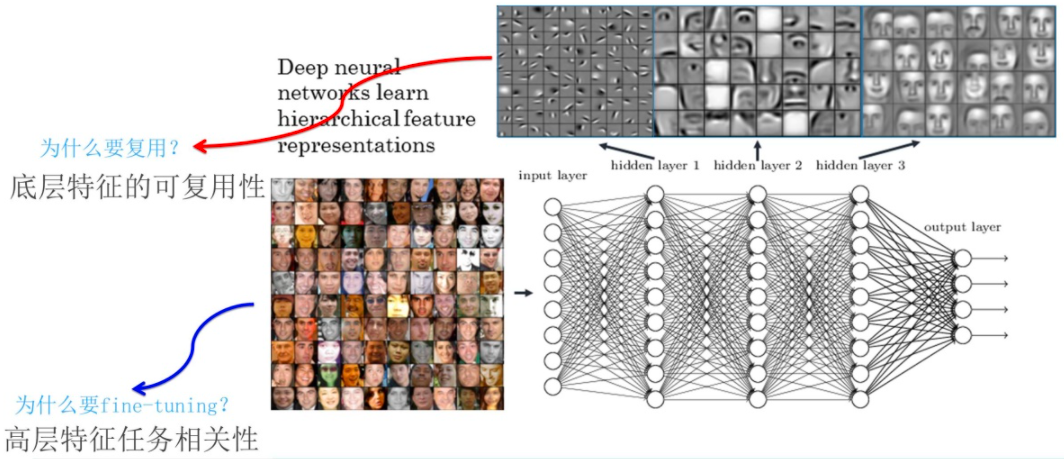 Deep neural
networks learn
hierarchical feature
representations
为什么要复用?
底层特征的可复用性
hidden layer 1 hidden layer 2 hidden layer 3
input layer
output layer
为什么要fine-tuning?
高层特征任务相关性